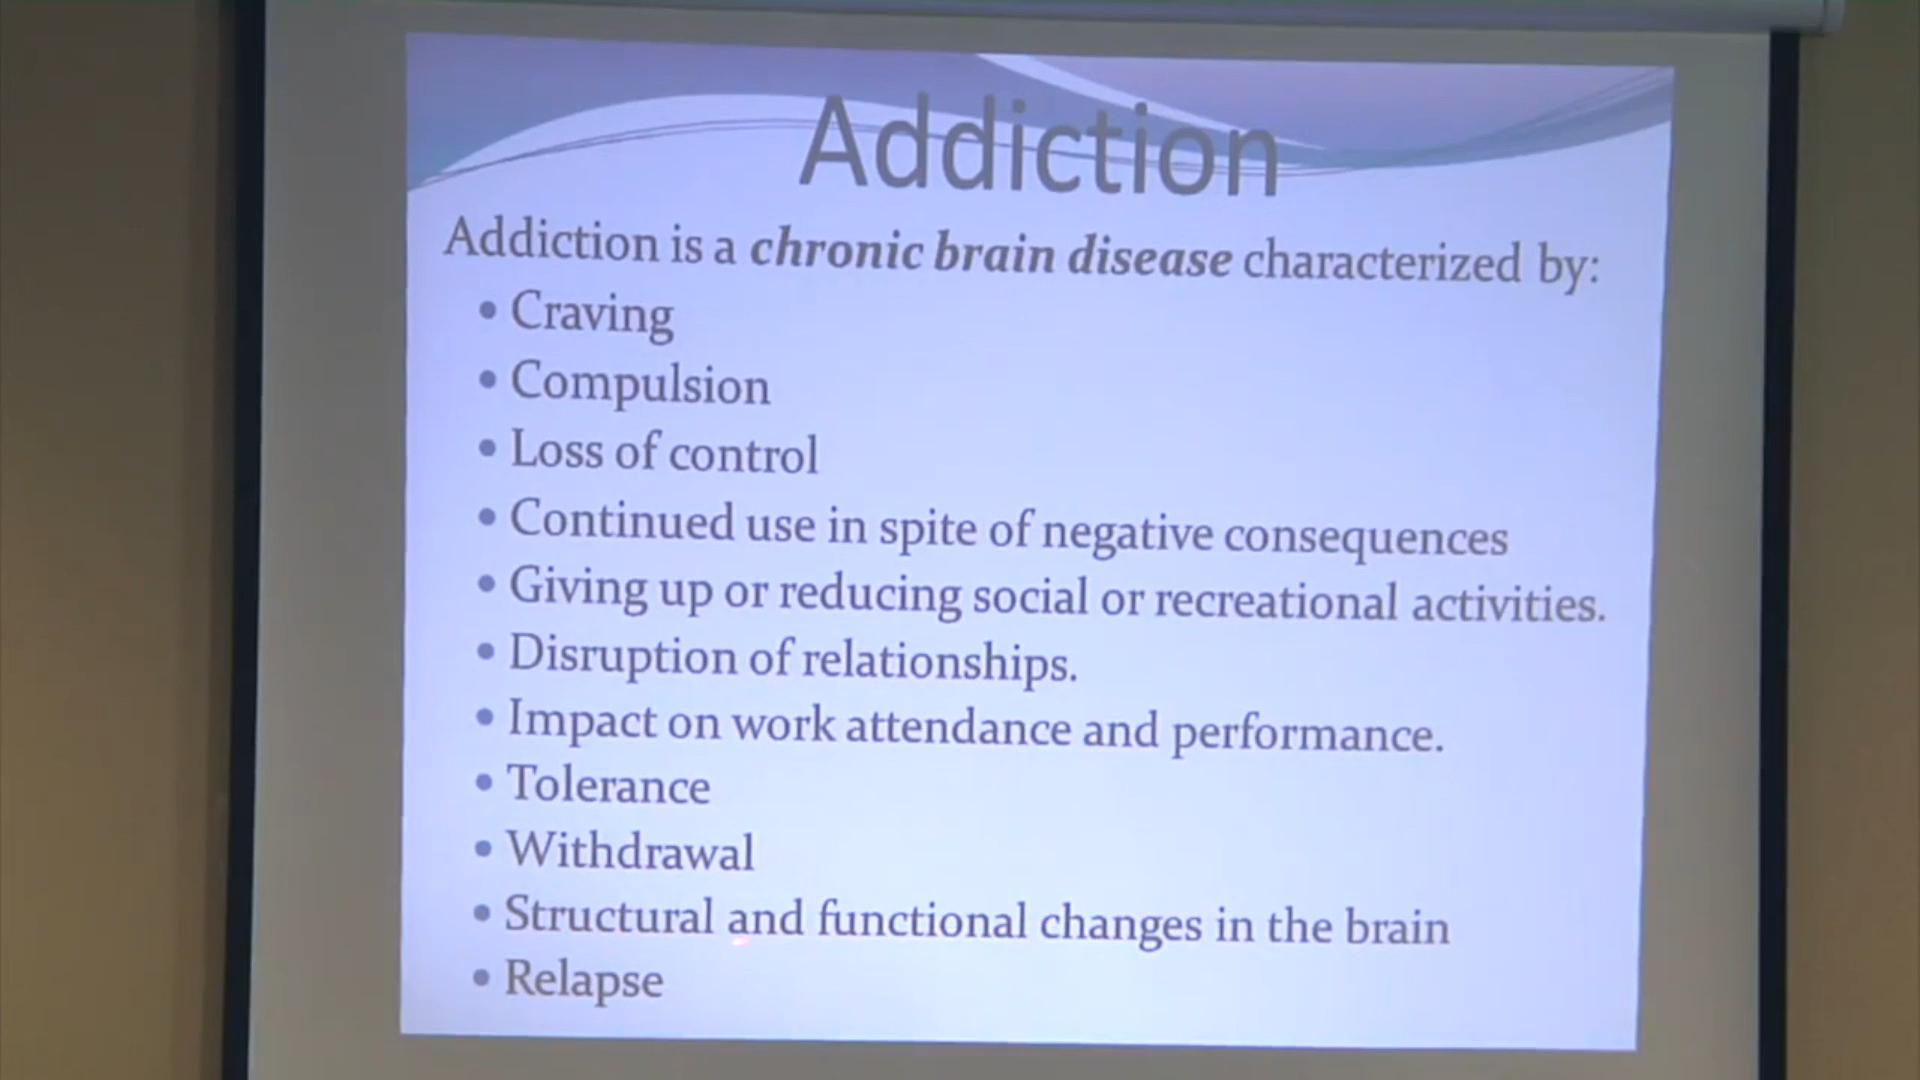 Addiction
Addiction is a chronic brain disease characterized by:
• Craving
• Compulsion
• Loss of control
• Continued use in spite of negative consequences
• Giving up or reducing social or recreational activities.
• Disruption of relationships.
• Impact on work attendance and performance.
• Tolerance
• Withdrawal
• Structural and functional changes in the brain
• Relapse